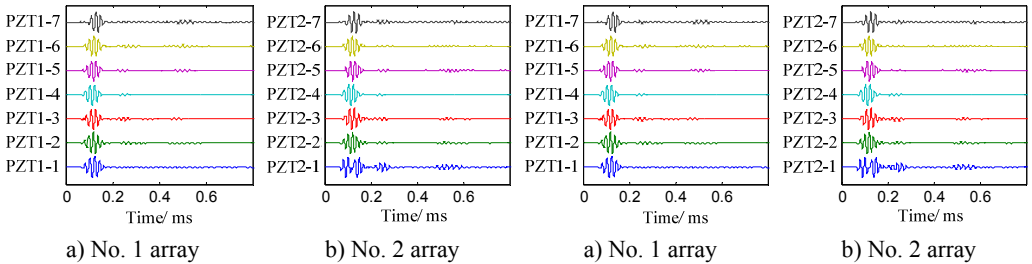 PZT1-7
PZT1-6
PZT1-5
PZT1-4
PZT1-3
PZT1-2
PZT1-1
0 0.2 0.4 0.6
Time/ ms
a) No. 1 array
PZT2-7
PZT2-6
PZT2-5
PZT2-4
PZT2-3
PZT2-2
PZT2-1
0 0.2 0.4 0.6
Time/ ms
b) No. 2 array
PZT1-7
PZT1-6
PZT1-5
PZT1-4
PZT1-3
PZT1-2
PZT1-1
0 0.2 0.4 0.6
Time/ ms
a) No. 1 array
PZT2-7
PZT2-6
PZT2-5
PZT2-4
PZT2-3
PZT2-2
PZT2-1
0 0.2 0.4 0.6
Time/ ms
b) No. 2 array